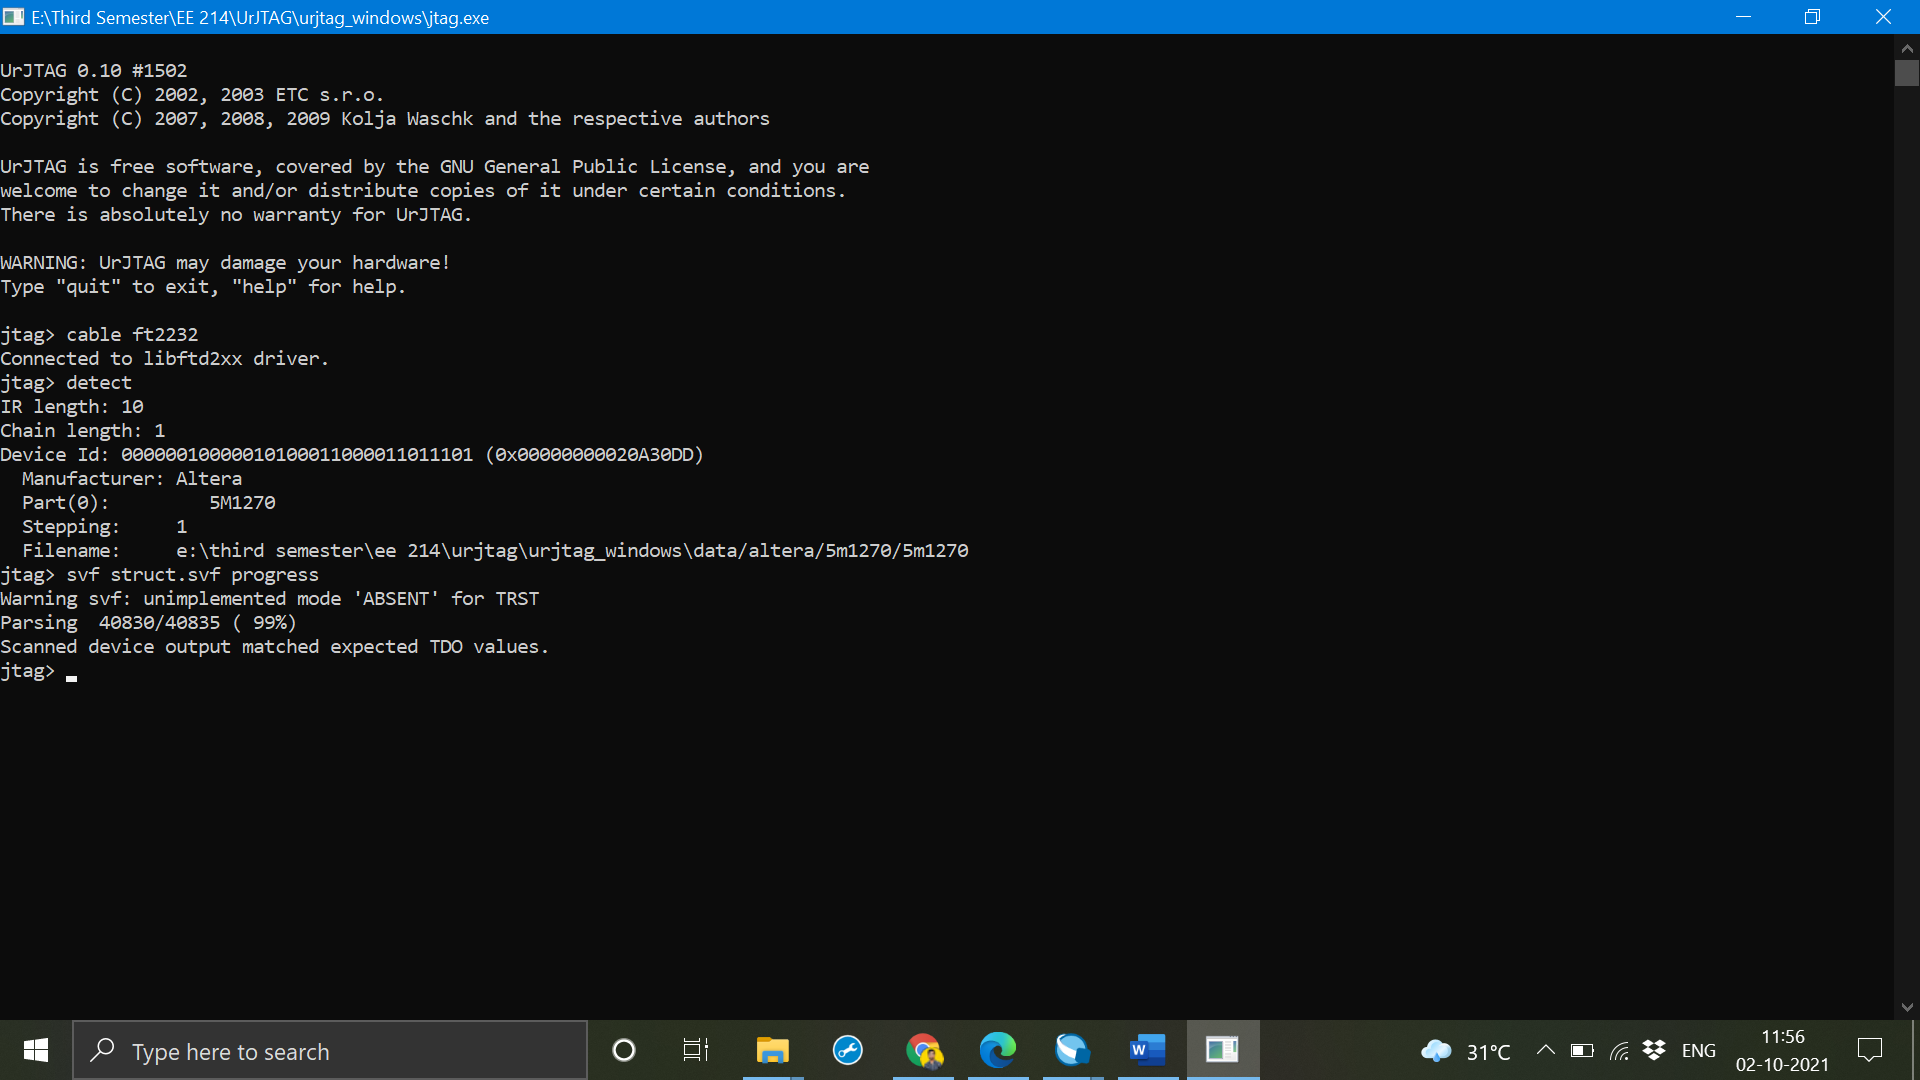 E:\Third Semester\EE 214\UrJTAG\urjtag_windows\jtag.exe
UrJTAG 0.10 #1502
Copyright (C) 2002, 2003 ETC s.r.o.
Copyright (C) 2007, 2008, 2009 Kolja Waschk and the respective authors
UrJTAG is free software, covered by the GNU General Public License, and you are
welcome to change it and/or distribute copies of it under certain conditions.
There is absolutely no warranty for UrJTAG.
WARNING: UrJTAG may damage your hardware!
Type "quit" to exit, "help" for help.
jtag> cable ft2232
Connected to libftd2xx driver.
jtag> detect
IR length: 10
Chain length: 1
Device Id: 00000010000010100011000011011101 (0x00000000020A30DD)
  Manufacturer: Altera
  Part(0):         5M1270
  Stepping:     1
  Filename:     e:\third semester\ee 214\urjtag\urjtag_windows\data/altera/5m1270/5m1270
jtag> svf struct.svf progress
Warning svf: unimplemented mode 'ABSENT' for TRST
Parsing  40830/40835 ( 99%)
Scanned device output matched expected TDO values.
jtag>
Type here to search
W
31°C
ENG
11:56
02-10-2021